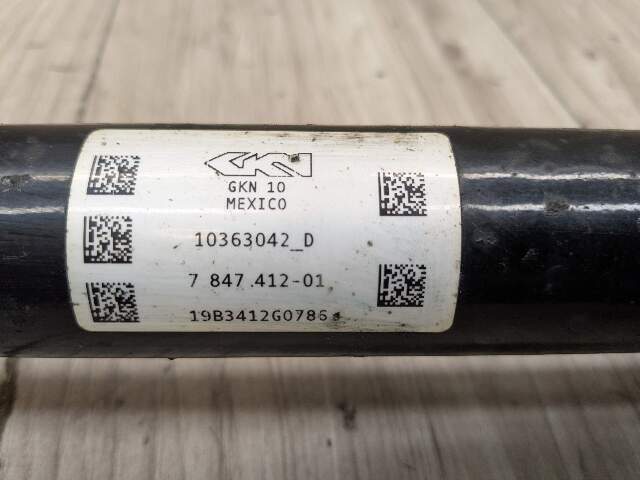 GKN
GKN 10
MEXICO
10363042_D
7 847 412-01
19B3412G0786